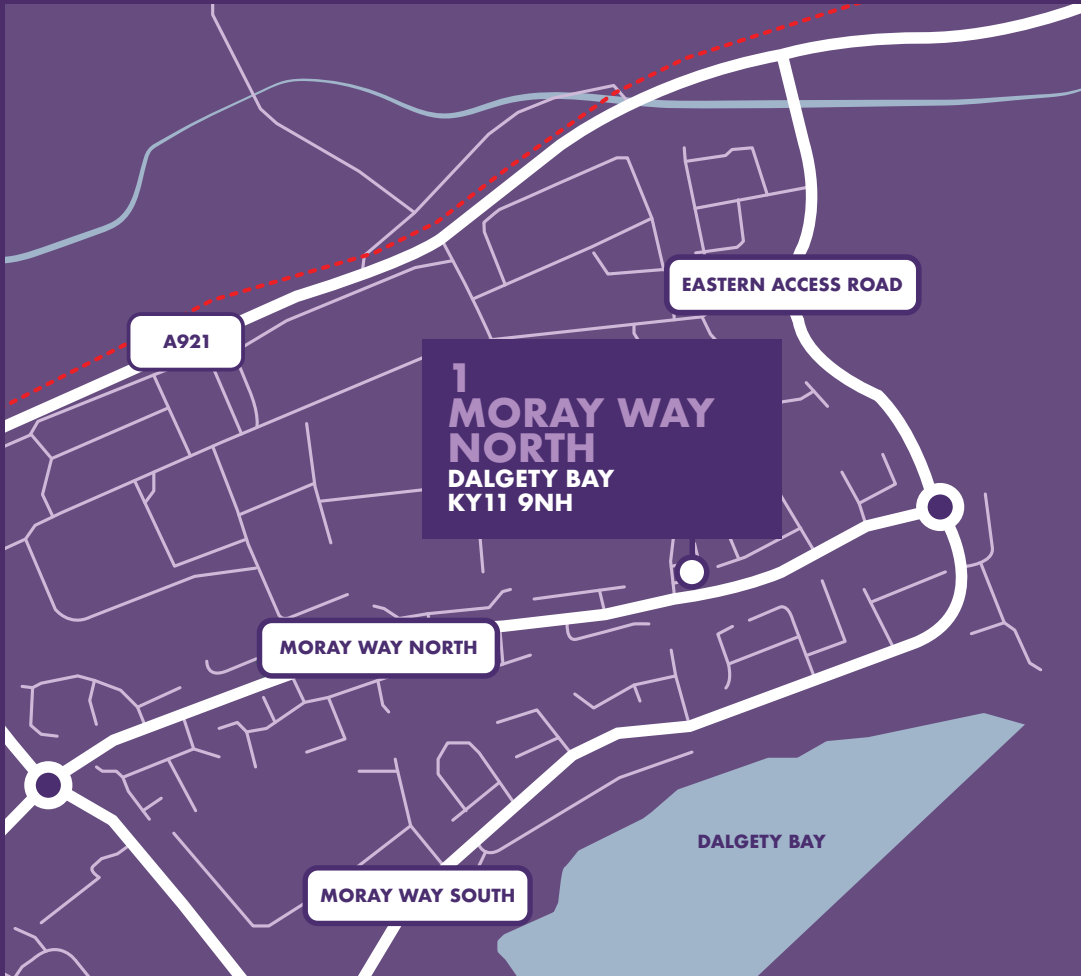 EASTERN ACCESS ROAD
A921
1
MORAY WAY
NORTH
DALGETY BAY
KY11 9NH
MORAY WAY NORTH
DALGETY BAY
MORAY WAY SOUTH